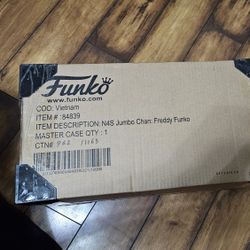 Funko
www.funko.com
COO: Vietnam
ITEM # :84839
ITEM DESCRIPTION: N4S Jumbo Chan: Freddy Funko
MASTER CASE QTY : 1
CTN#